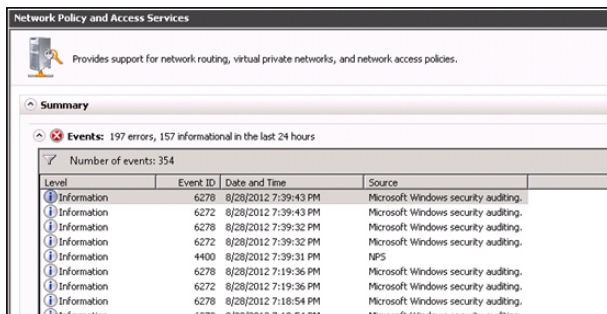 Network Policy and Access Services
Provides support for network routing, virtual private networks, and network access policies.
Summary
Events: 197 errors, 157 informational in the last 24 hours
Number of events: 354
Level Event ID Date and Time Source
Information 6278 8/28/2012 7:39:43 PM Microsoft Windows security auditing.
Information 6272 8/28/2012 7:39:43 PM Microsoft Windows security auditing.
Information 6278 8/28/2012 7:39:32 PM Microsoft Windows security auditing.
Information 6272 8/28/2012 7:39:32 PM Microsoft Windows security auditing.
Information 4400 8/28/2012 7:39:31 PM NPS
Information 6278 8/28/2012 7:19:36 PM Microsoft Windows security auditing.
Information 6272 8/28/2012 7:19:36 PM Microsoft Windows security auditing.
Information 6278 8/28/2012 7:18:54 PM Microsoft Windows security auditing.